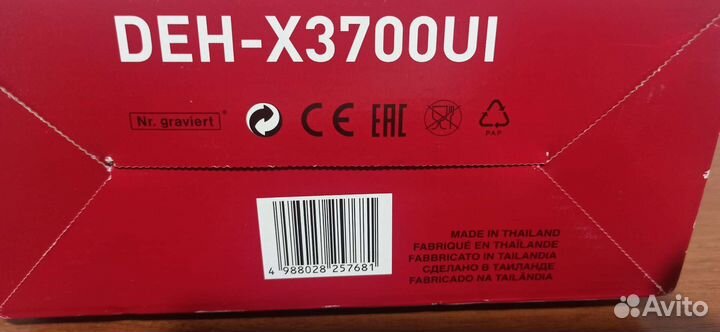 DEH-X3700UI
Nr. graviert
CE EAC
PAP
MADE IN THAILAND
FABRIQUÉ EN THAÏLANDE
FABBRICATO IN TAILANDIA
СДЕЛАНО В ТАИЛАНДЕ
FABRICADO NA TAILÂNDIA
4 988028 257681
Avito